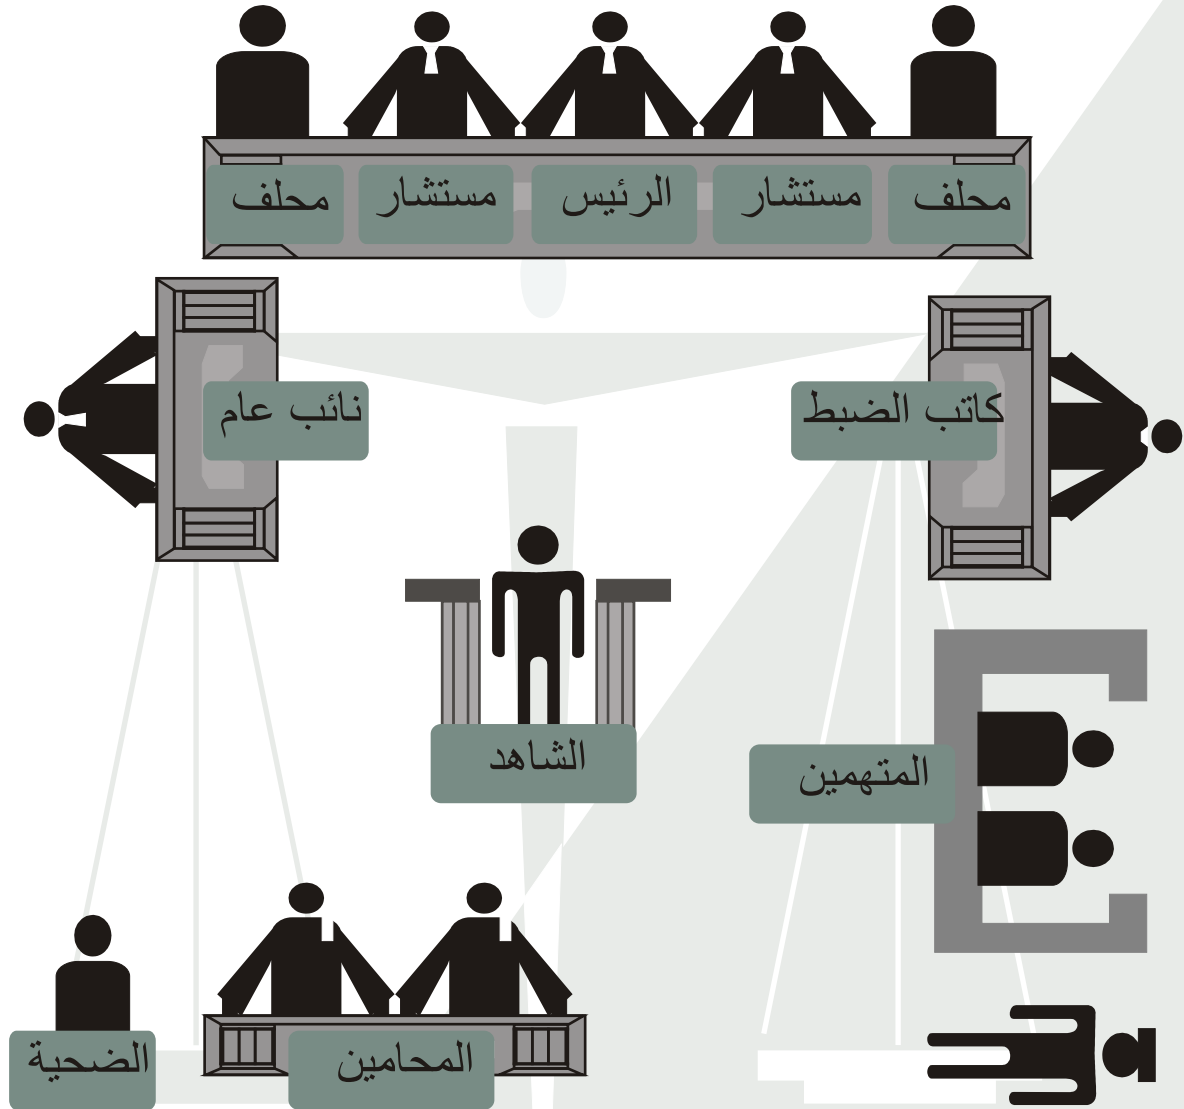 محلف
مستشار
الرئيس
مستشار
محلف
كاتب الضبط
نائب عام
الشاهد
المتهمين
المحامين
الضحية